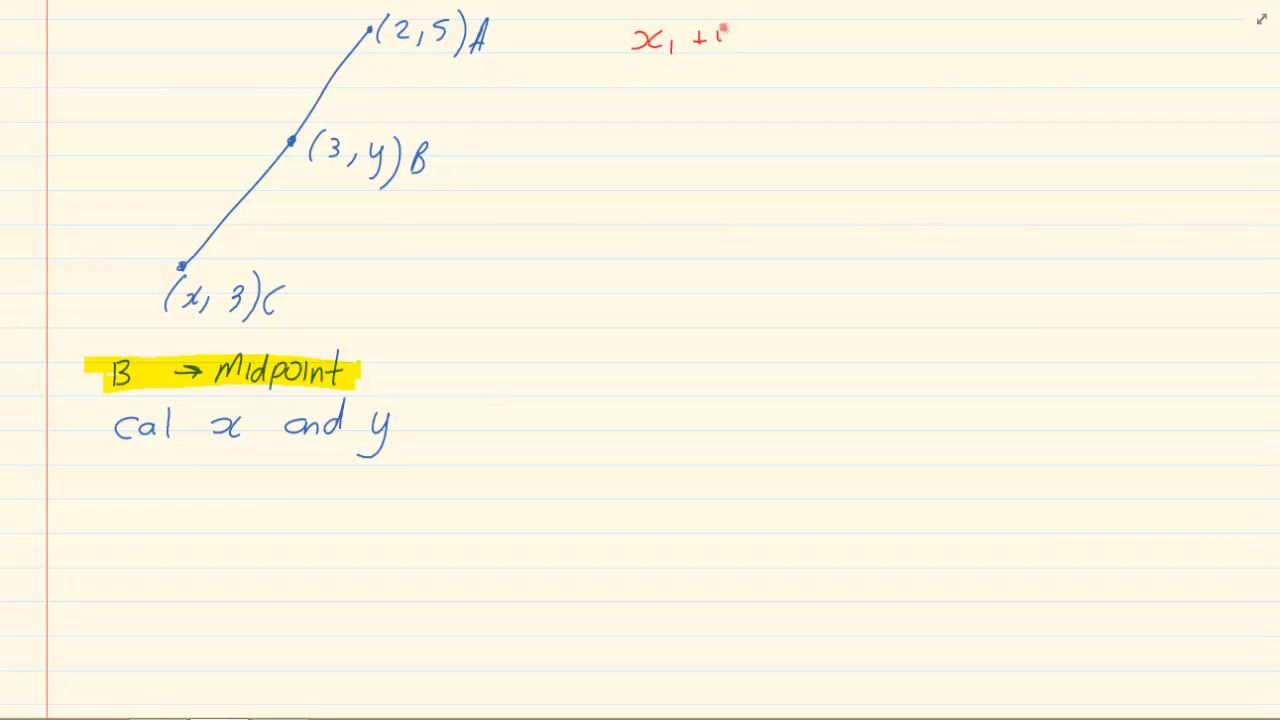 (2,5)A
x₁ +
(3,y)B
(x, 3)C
B → Midpoint
cal x and y